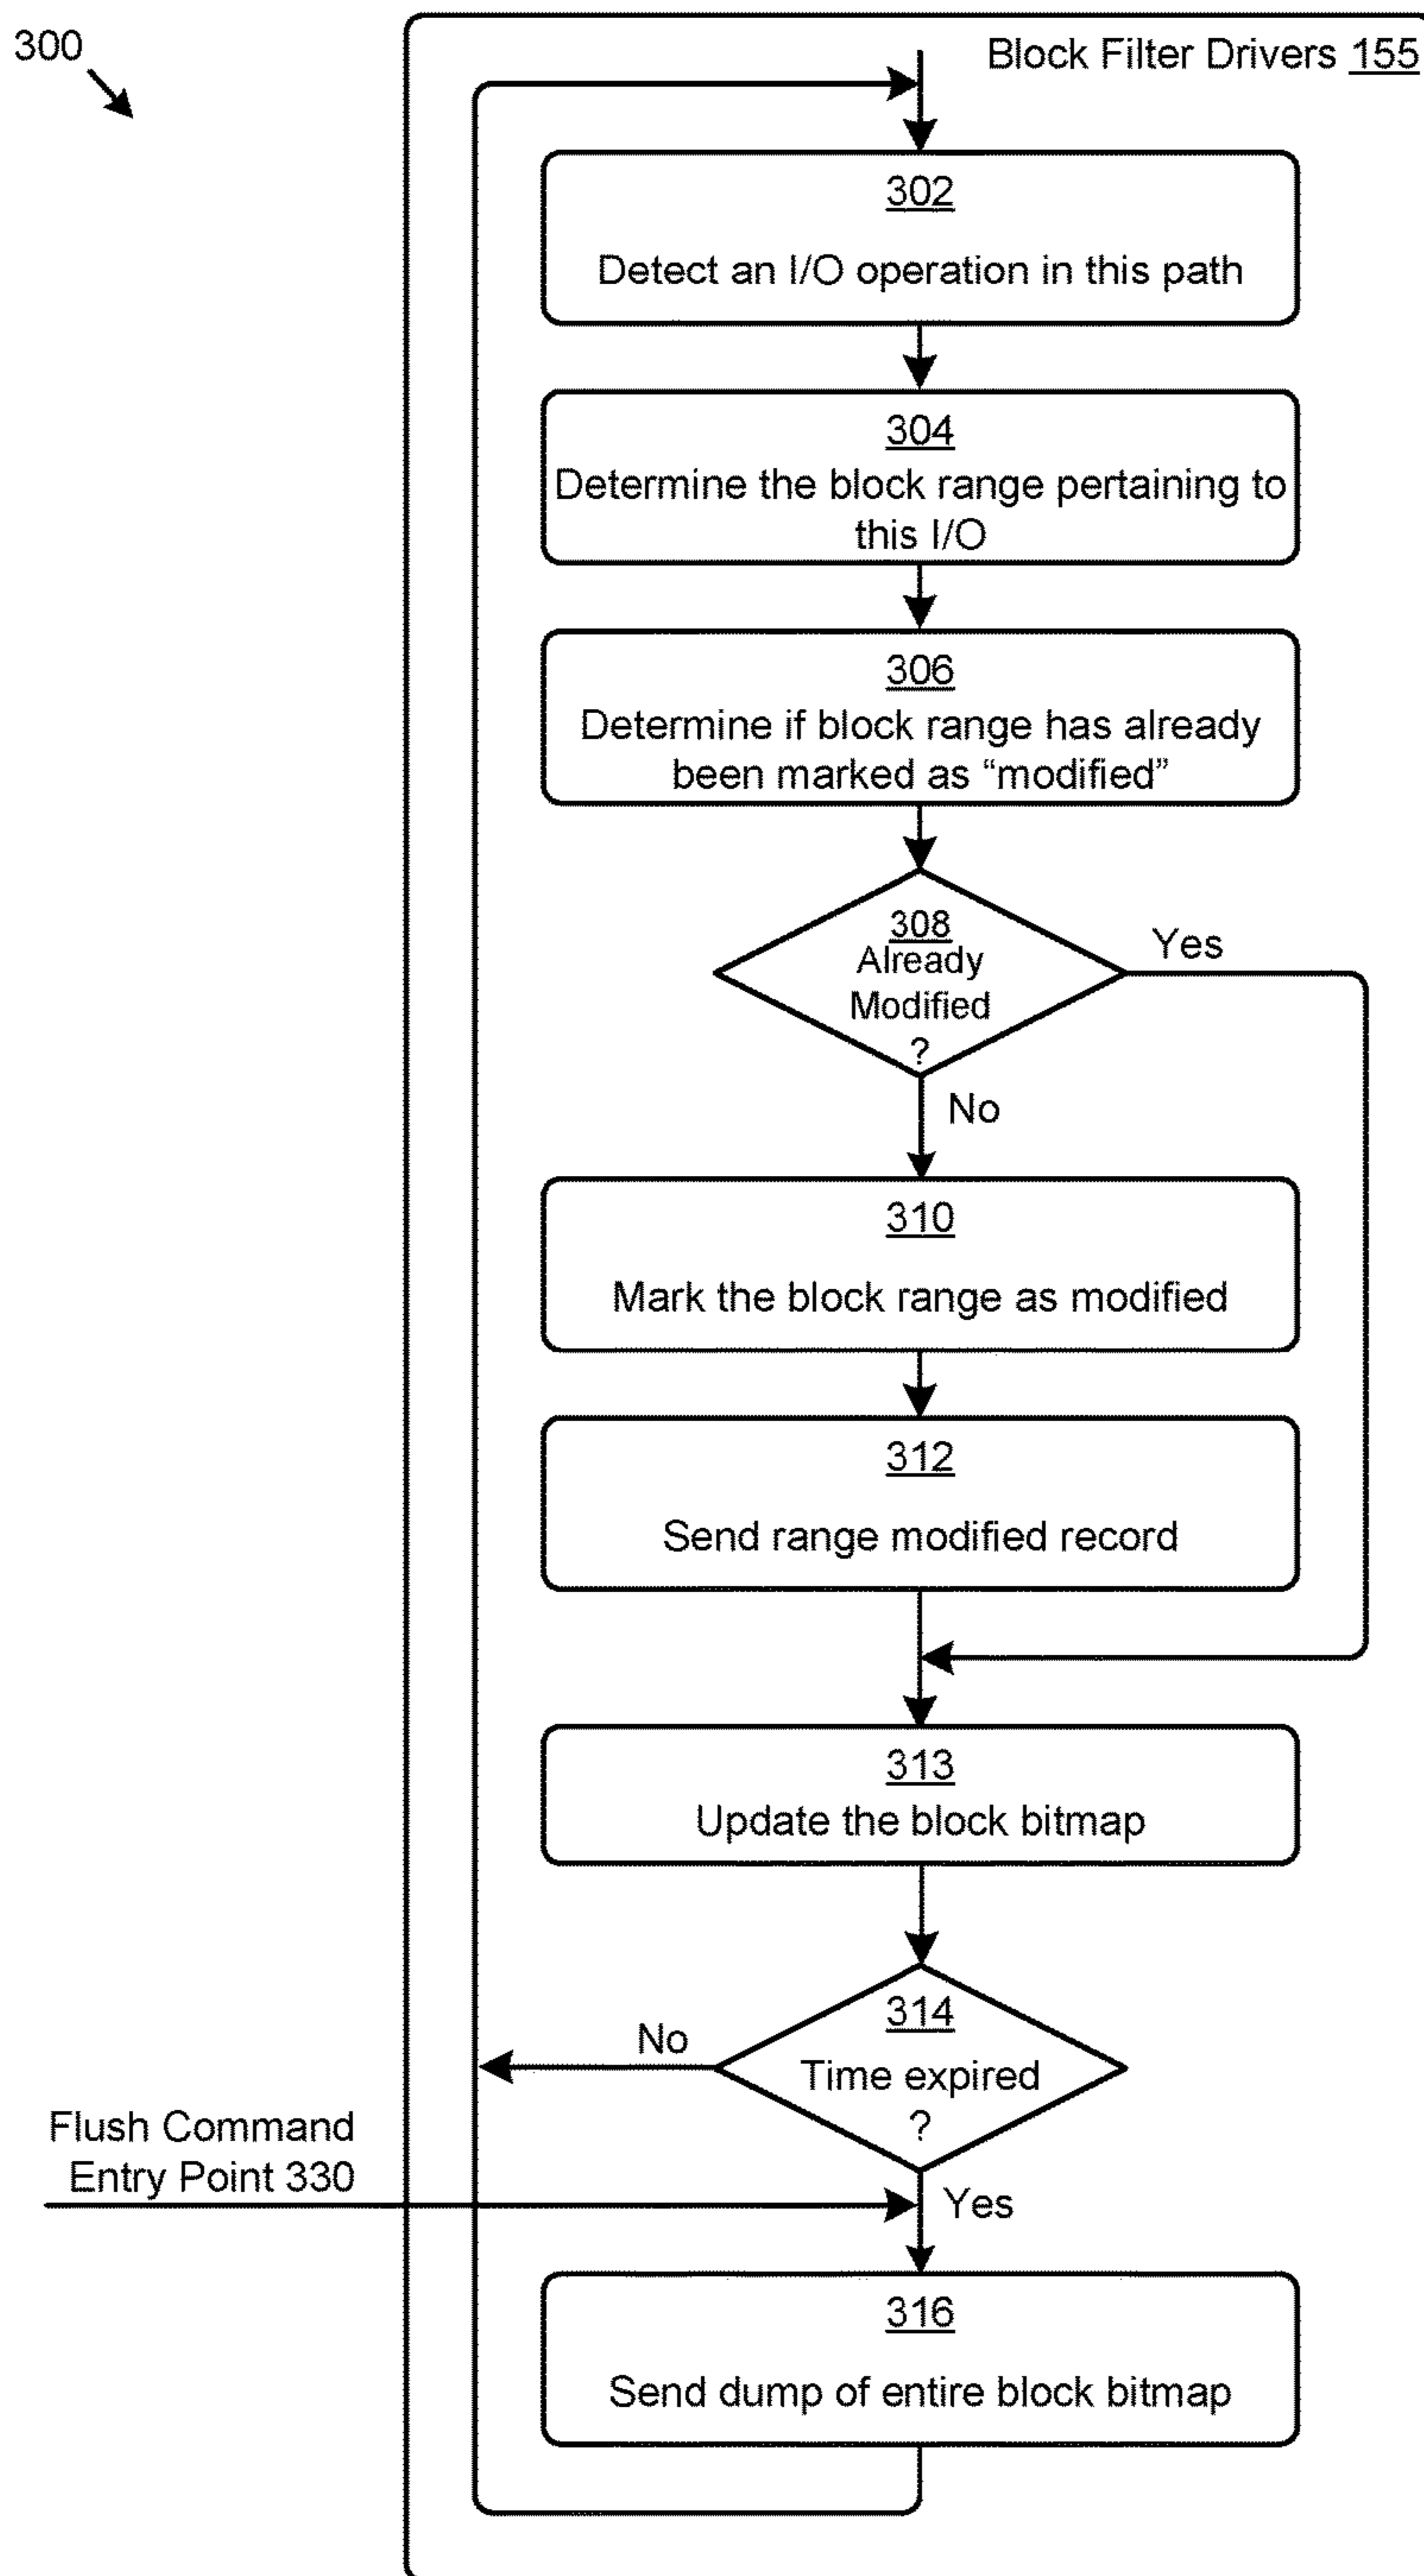 300
Block Filter Drivers 155
302
Detect an I/O operation in this path
304
Determine the block range pertaining to
this I/O
306
Determine if block range has already
been marked as “modified”
308
Already
Modified
?
Yes
No
310
Mark the block range as modified
312
Send range modified record
313
Update the block bitmap
314
Time expired
?
No
Flush Command
Entry Point 330
Yes
316
Send dump of entire block bitmap